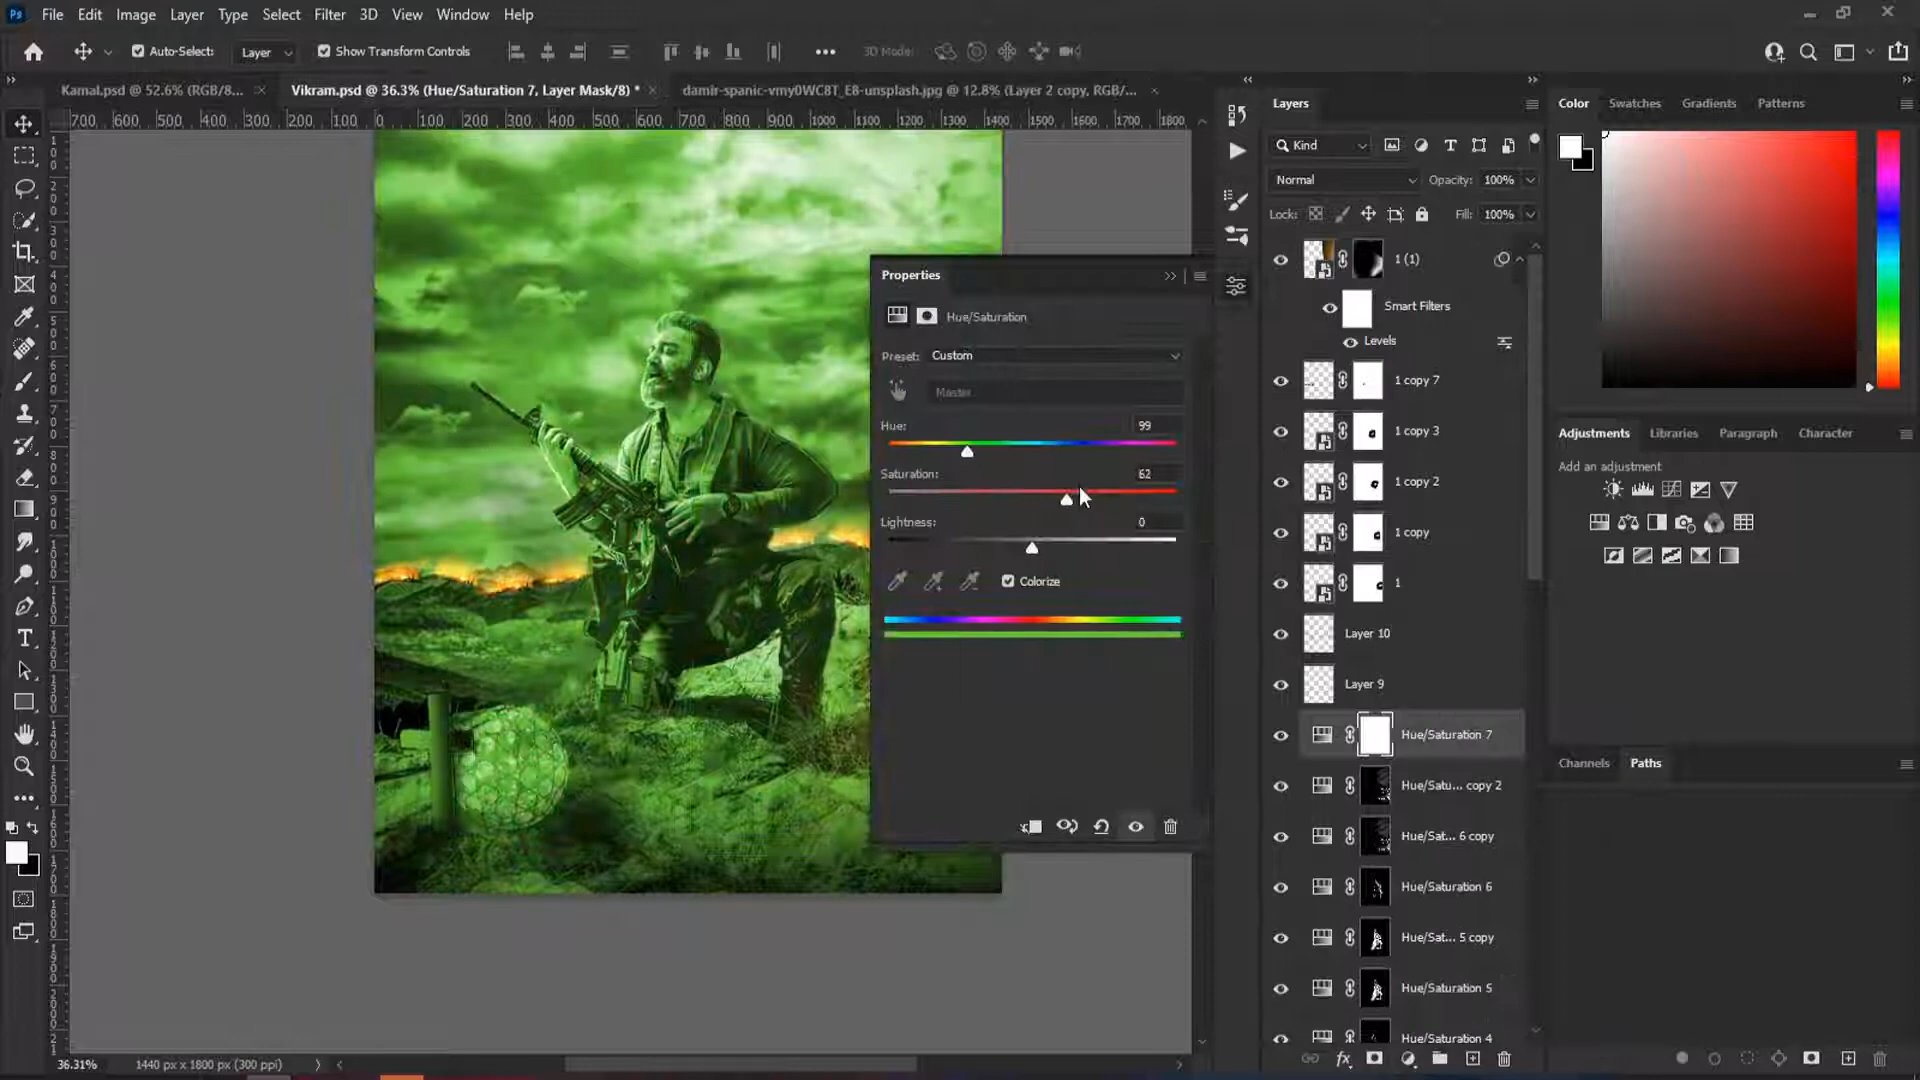 Ps File Edit Image Layer Type Select Filter 3D View Window Help
Auto-Select: Layer Show Transform Controls 3D Mode:
Kamal.psd @ 52.6% (RGB/8... Vikram.psd @ 36.3% (Hue/Saturation 7, Layer Mask/8) * damir-spanic-vmy0WC8T_E8-unsplash.jpg @ 12.8% (Layer 2 copy, RGB/...
700 600 500 400 300 200 100 0 100 200 300 400 500 600 700 800 900 1000 1100 1200 1300 1400 1500 1600 1700 1800
Properties
Hue/Saturation
Preset: Custom
Master
Hue: 99
Saturation: 62
Lightness: 0
Colorize
Layers
Kind
Normal Opacity: 100%
Lock: Fill: 100%
1 (1)
Smart Filters
Levels
1 copy 7
1 copy 3
1 copy 2
1 copy
1
Layer 10
Layer 9
Hue/Saturation 7
Hue/Satu... copy 2
Hue/Sat... 6 copy
Hue/Saturation 6
Hue/Sat... 5 copy
Hue/Saturation 5
Hue/Saturation 4
fx
Color Swatches Gradients Patterns
Adjustments Libraries Paragraph Character
Add an adjustment
Channels Paths
36.31% 1440 px x 1800 px (300 ppi)